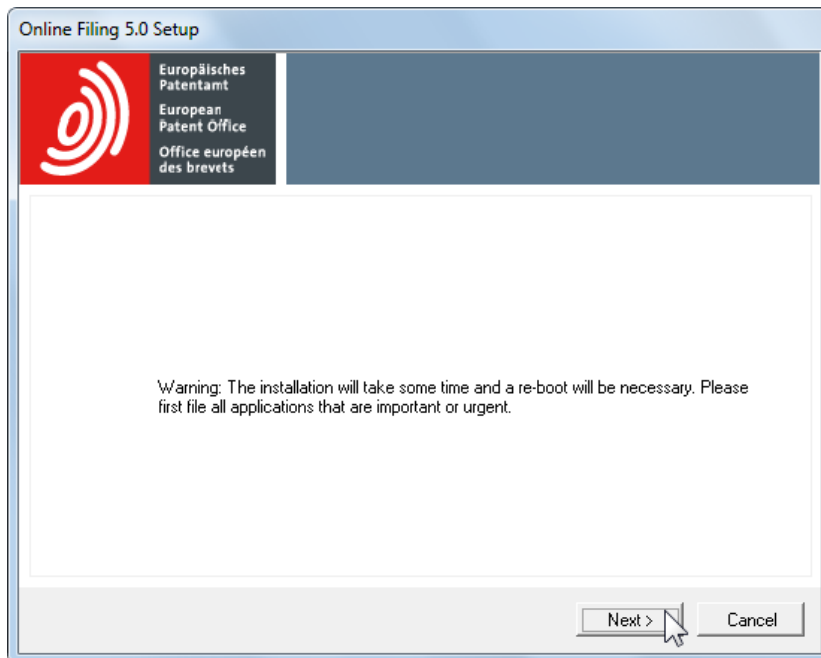 Online Filing 5.0 Setup
Europäisches
Patentamt
European
Patent Office
Office européen
des brevets
Warning: The installation will take some time and a re-boot will be necessary. Please
first file all applications that are important or urgent.
Next >
Cancel